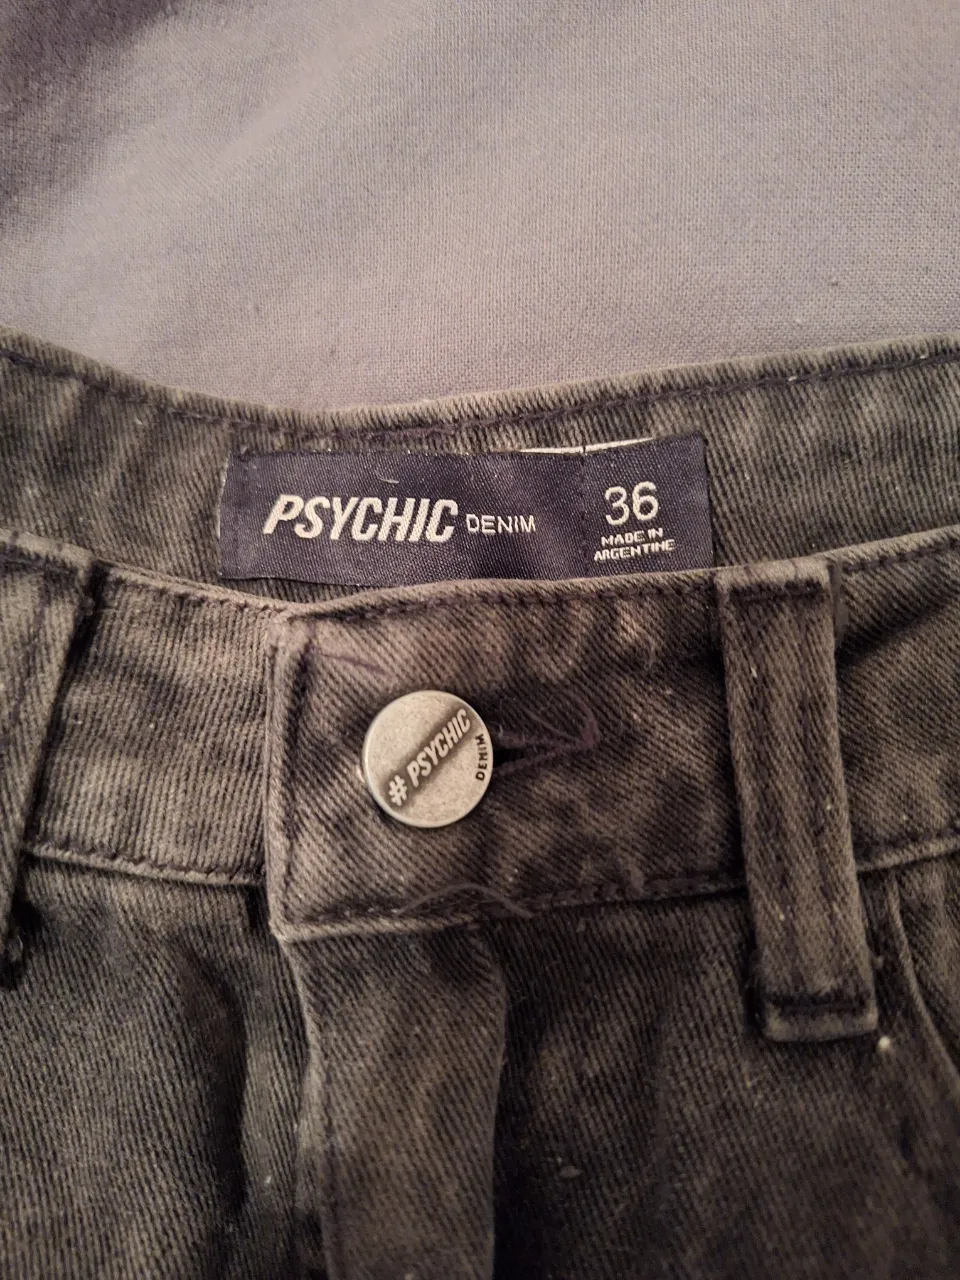 PSYCHIC DENIM
36
MADE IN
ARGENTINE
# PSYCHIC
DENIM